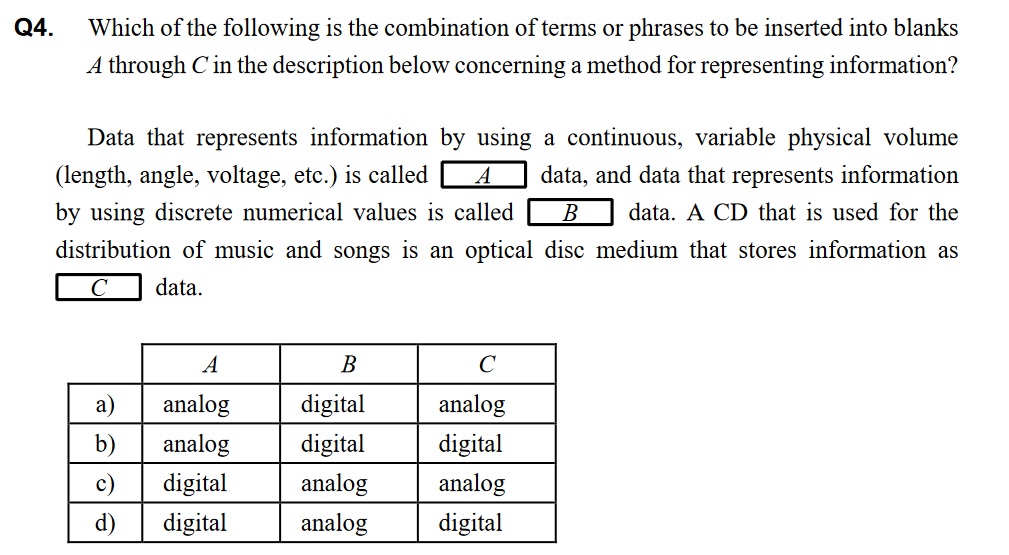 Q4. Which of the following is the combination of terms or phrases to be inserted into blanks
A through C in the description below concerning a method for representing information?
Data that represents information by using a continuous, variable physical volume
(length, angle, voltage, etc.) is called A data, and data that represents information
by using discrete numerical values is called B data. A CD that is used for the
distribution of music and songs is an optical disc medium that stores information as
C data.
A B C
a) analog digital analog
b) analog digital digital
c) digital analog analog
d) digital analog digital